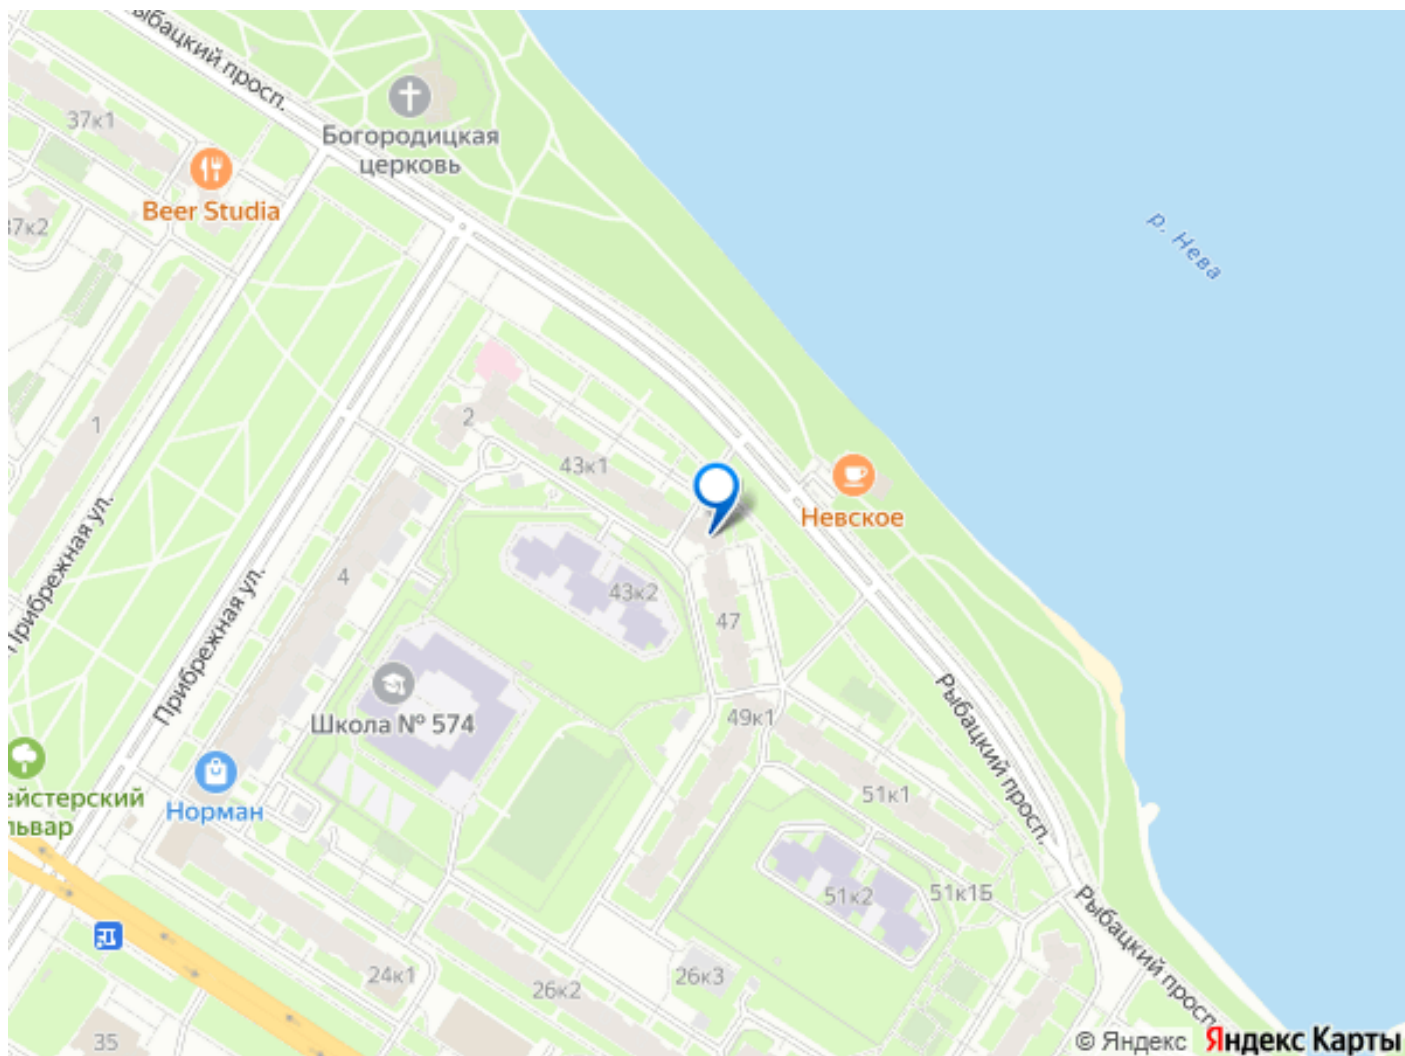 Рыбацкий просп.
37к1
Богородицкая
церковь
Beer Studia
37к2
р. Нева
1
2
43к1
Невское
Прибрежная ул.
4
43к2
47
Прибрежная ул.
Школа № 574
Рыбацкий просп.
49к1
Норман
51к1
51к2
51к1Б
Рыбацкий просп.
24к1
26к3
26к2
35
© Яндекс Яндекс Карты